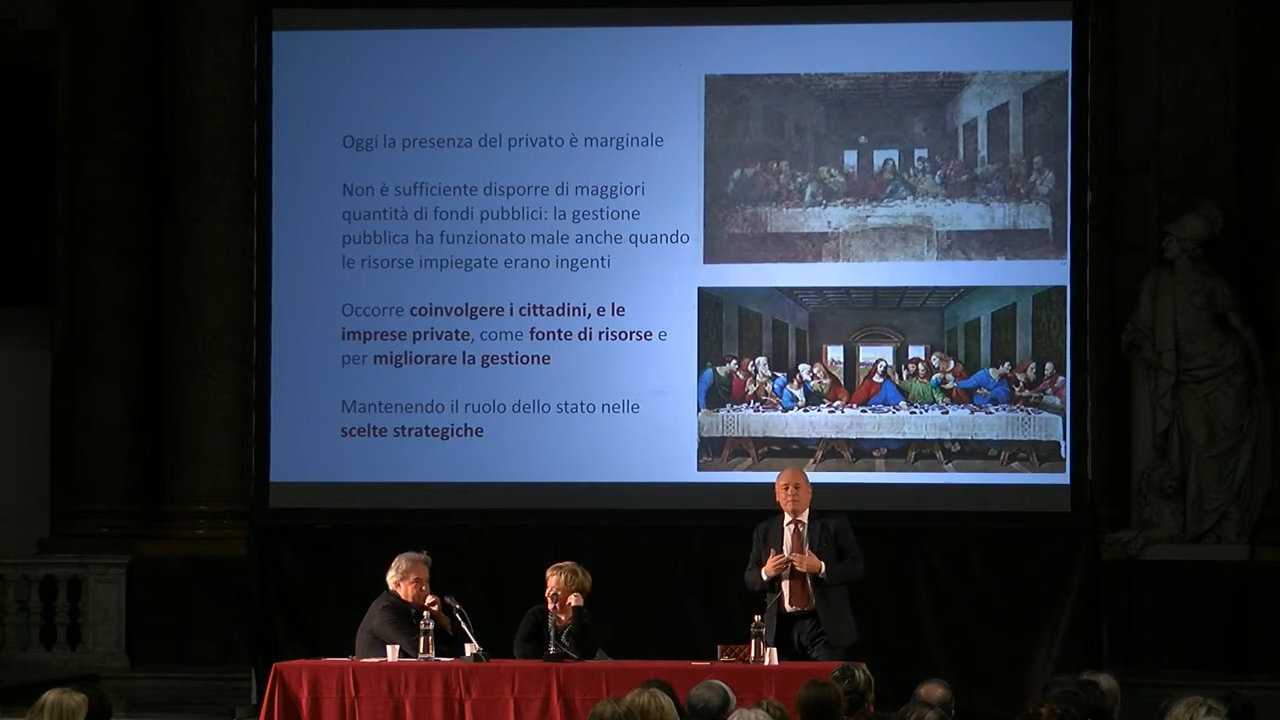 Oggi la presenza del privato è marginale
Non è sufficiente disporre di maggiori
quantità di fondi pubblici: la gestione
pubblica ha funzionato male anche quando
le risorse impiegate erano ingenti
Occorre coinvolgere i cittadini, e le
imprese private, come fonte di risorse e
per migliorare la gestione
Mantenendo il ruolo dello stato nelle
scelte strategiche